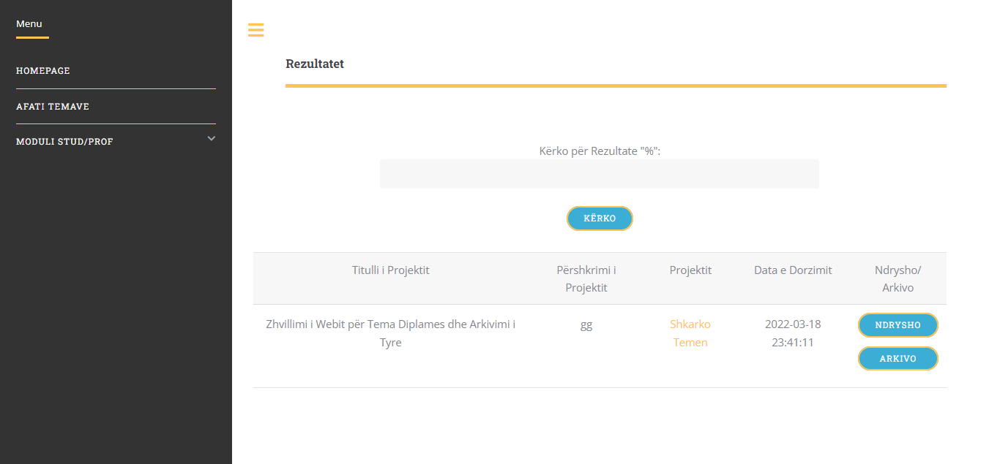 Menu
HOMEPAGE
AFATI TEMAVE
MODULI STUD/PROF
Rezultatet
Kërko për Rezultate "%":
KËRKO
Titulli i Projektit
Përshkrimi i
Projektit
Projektit
Data e Dorzimit
Ndrysho/
Arkivo
Zhvillimi i Webit për Tema Diplames dhe Arkivimi i
Tyre
gg
Shkarko
Temen
2022-03-18
23:41:11
NDRYSHO
ARKIVO